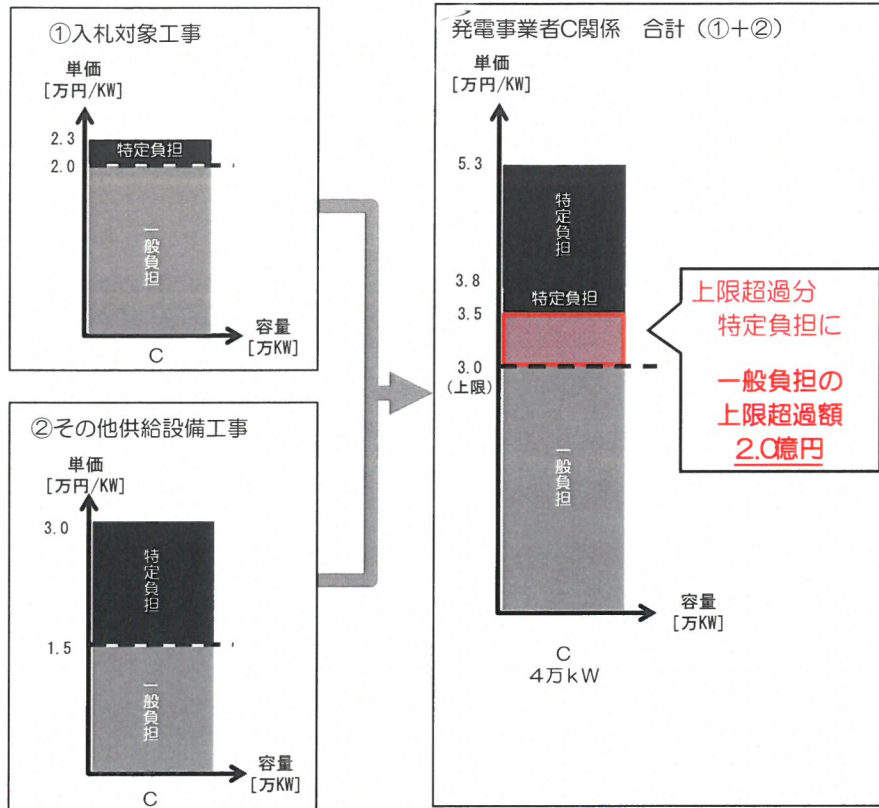 ①入札対象工事
単価
[万円/KW]
2.3
2.0
特定負担
一般負担
容量
[万KW]
C
②その他供給設備工事
単価
[万円/KW]
3.0
1.5
特定負担
一般負担
容量
[万KW]
C
発電事業者C関係 合計（①＋②）
単価
[万円/KW]
5.3
3.8
3.5
3.0
(上限)
特定負担
特定負担
一般負担
容量
[万KW]
C
4万kW
上限超過分
特定負担に
一般負担の
上限超過額
2.0億円